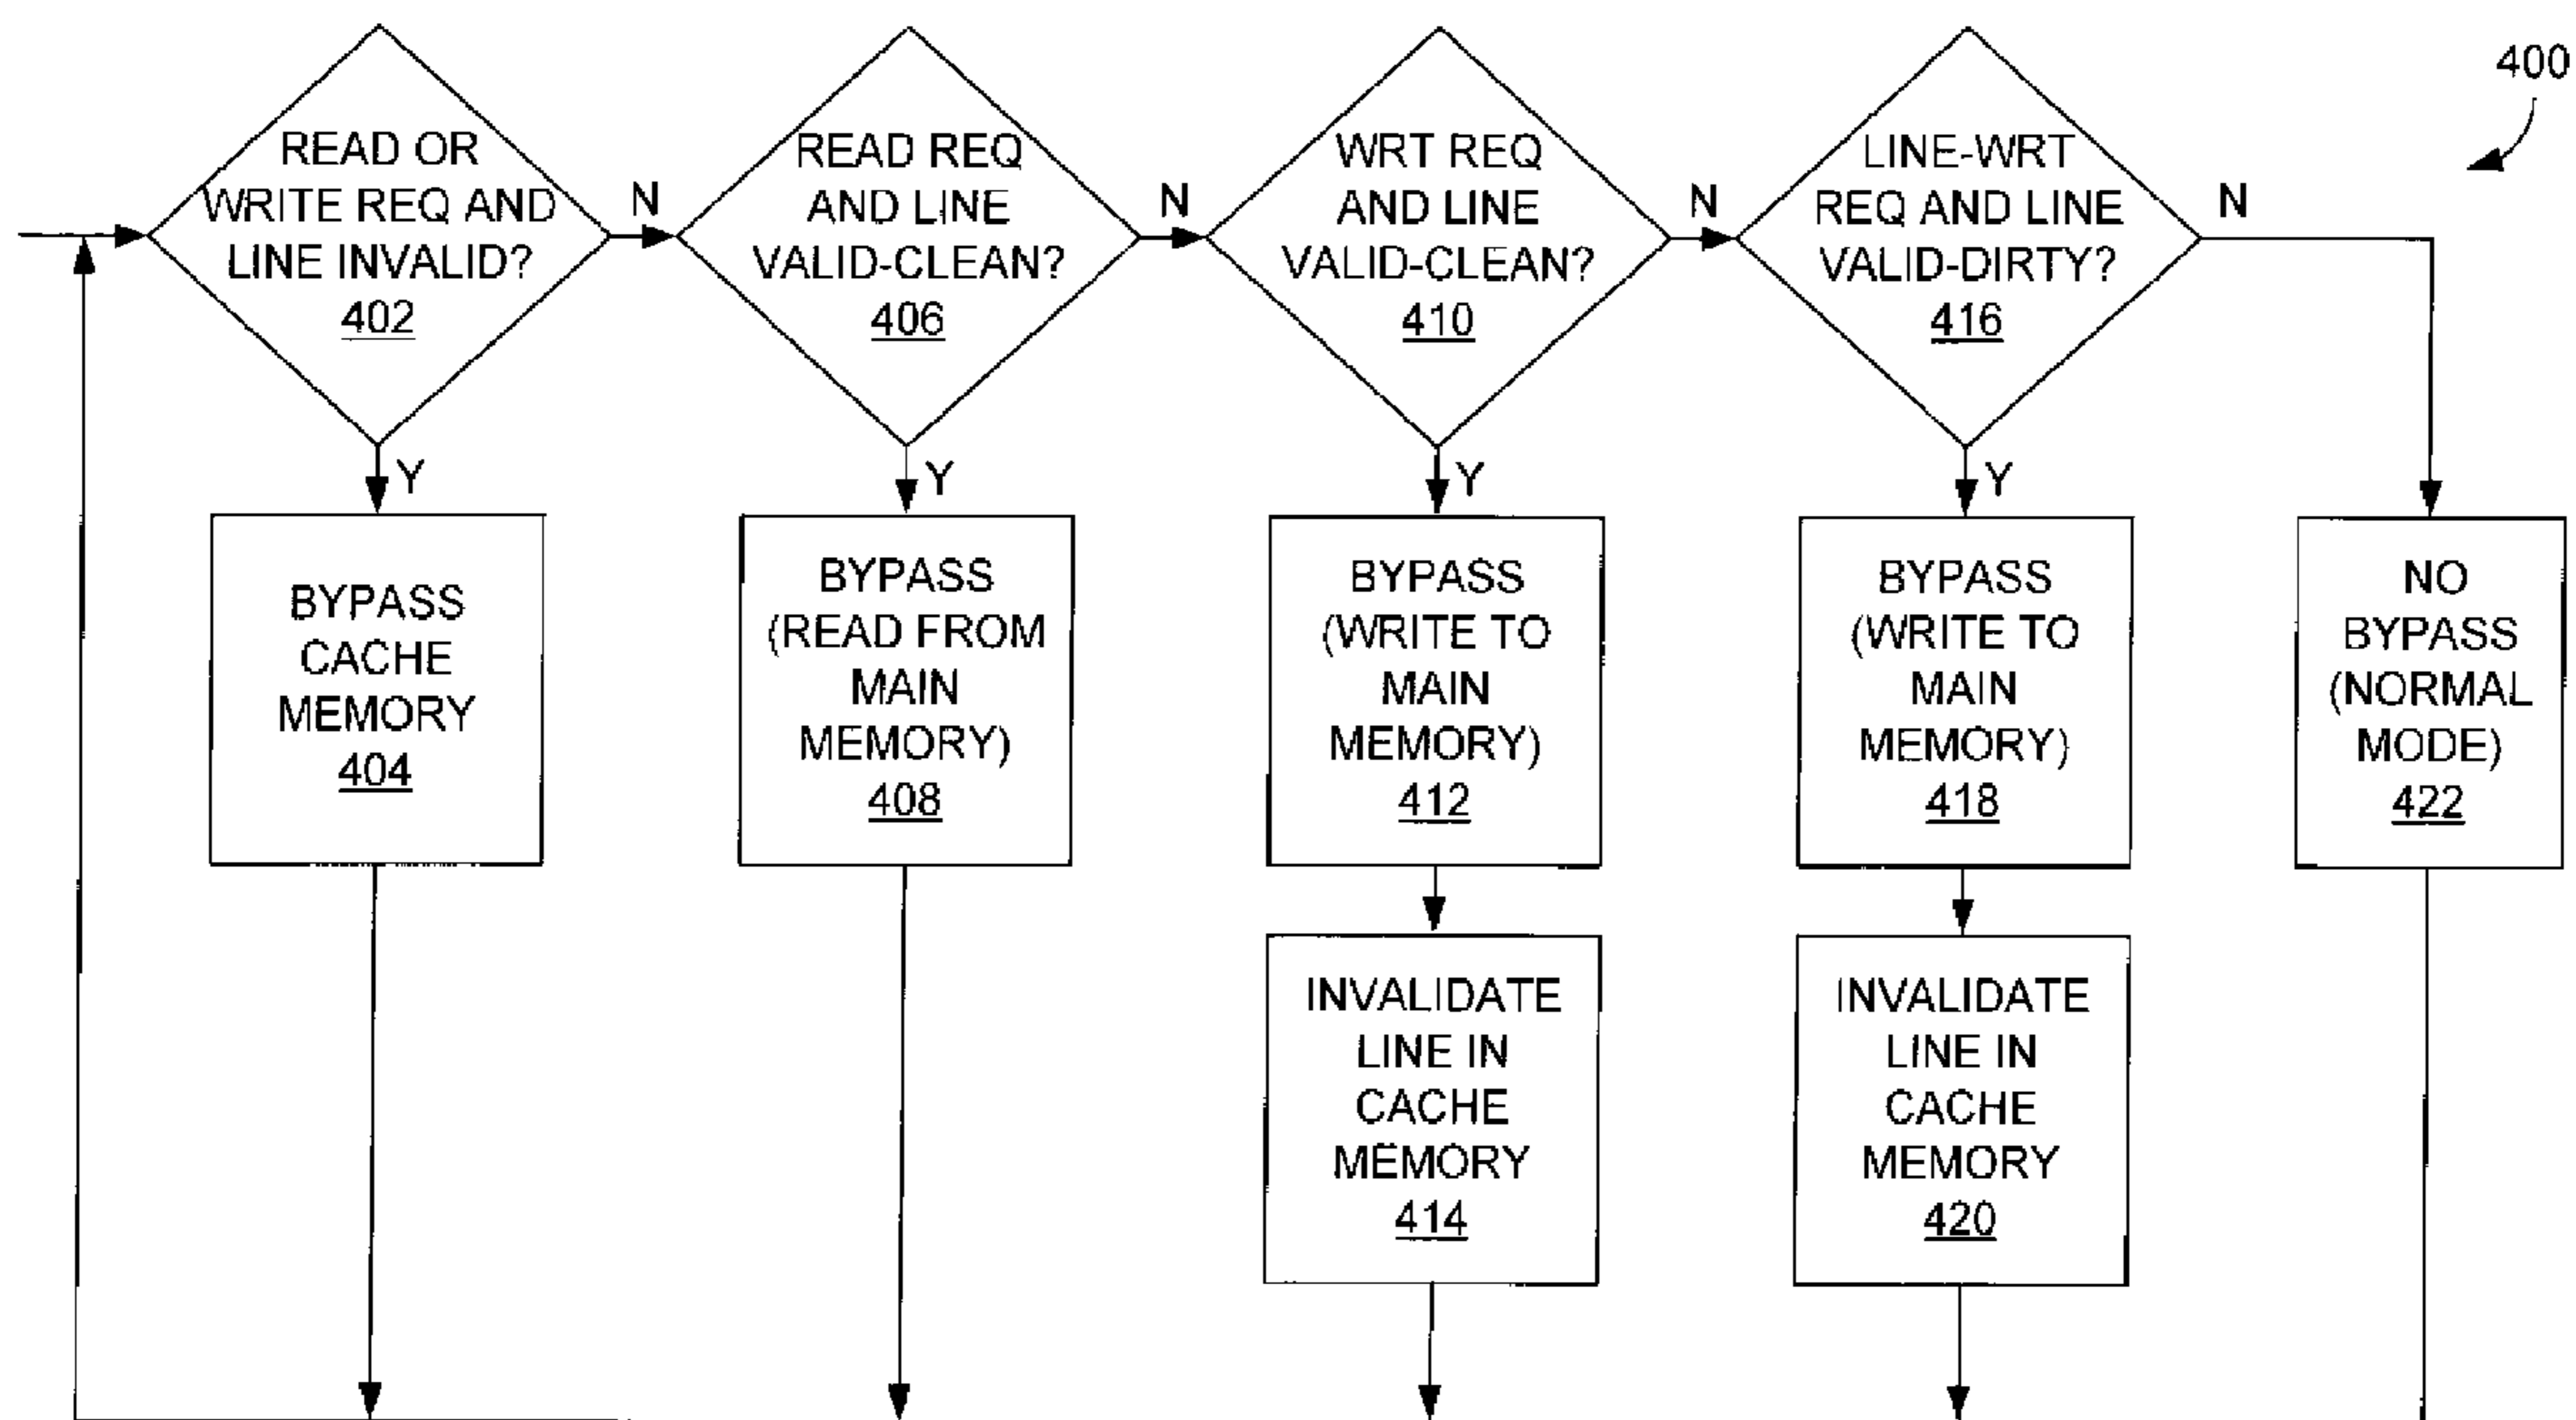 400
READ OR
WRITE REQ AND
LINE INVALID?
402
N
READ REQ
AND LINE
VALID-CLEAN?
406
N
WRT REQ
AND LINE
VALID-CLEAN?
410
N
LINE-WRT
REQ AND LINE
VALID-DIRTY?
416
N
Y
Y
Y
Y
BYPASS
CACHE
MEMORY
404
BYPASS
(READ FROM
MAIN
MEMORY)
408
BYPASS
(WRITE TO
MAIN
MEMORY)
412
BYPASS
(WRITE TO
MAIN
MEMORY)
418
NO
BYPASS
(NORMAL
MODE)
422
INVALIDATE
LINE IN
CACHE
MEMORY
414
INVALIDATE
LINE IN
CACHE
MEMORY
420